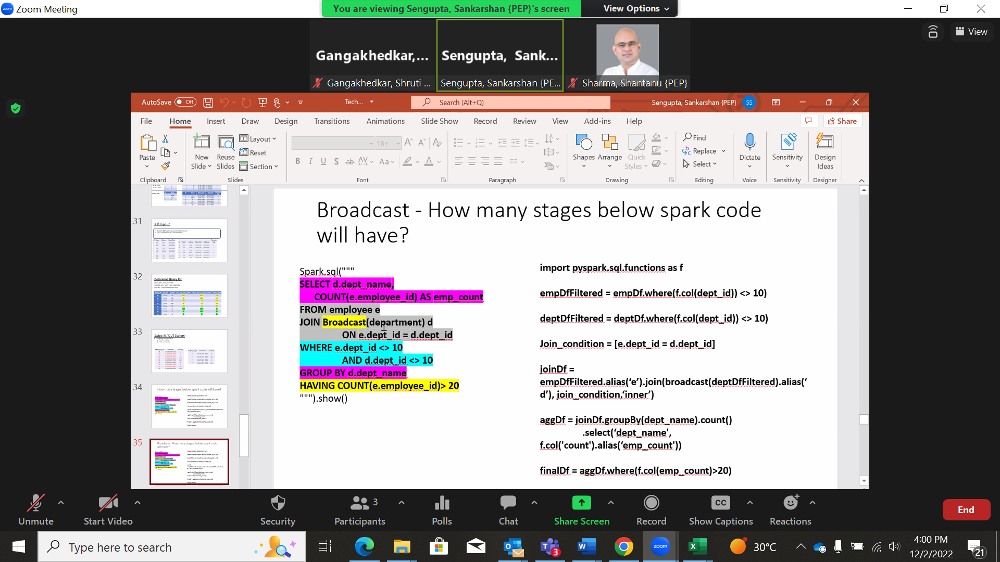 Zoom Meeting
You are viewing Sengupta, Sankarshan {PEP}'s screen
View Options
View
Gangakhedkar,...
Sengupta, Sank...
Gangakhedkar, Shruti ...
Sengupta, Sankarshan {PE...
Sharma, Shantanu {PEP}
AutoSave Off
Tech...
Search (Alt+Q)
Sengupta, Sankarshan {PEP} SS
File Home Insert Draw Design Transitions Animations Slide Show Record Review View Add-ins Help
Share
Paste
New Slide
Reuse Slides
Layout
Reset
Section
16+
Shapes Arrange Quick Styles
Find
Replace
Select
Dictate
Sensitivity
Design Ideas
Clipboard Slides Font Paragraph Drawing Editing Voice Sensitivity Designer
31
SCD Type -2
32
Determine Query for
33
Swipe IN/ OUT System
34
How many stages below spark code will have?
35
Broadcast - How many stages below spark code
will have?
Broadcast - How many stages below spark code
will have?
Spark.sql("""
SELECT d.dept_name,
COUNT(e.employee_id) AS emp_count
FROM employee e
JOIN Broadcast(department) d
ON e.dept_id = d.dept_id
WHERE e.dept_id <> 10
AND d.dept_id <> 10
GROUP BY d.dept_name
HAVING COUNT(e.employee_id)> 20
""").show()
import pyspark.sql.functions as f
empDfFiltered = empDf.where(f.col(dept_id)) <> 10)
deptDfFiltered = deptDf.where(f.col(dept_id)) <> 10)
Join_condition = [e.dept_id = d.dept_id]
joinDf =
empDfFiltered.alias(‘e’).join(broadcast(deptDfFiltered).alias(‘
d’), join_condition,‘inner’)
aggDf = joinDf.groupBy(dept_name).count()
.select(‘dept_name',
f.col('count').alias(‘emp_count'))
finalDf = aggDf.where(f.col(emp_count)>20)
Unmute
Start Video
Security
Participants 3
Polls
Chat
Share Screen
Record
CC
Show Captions
Reactions
End
Type here to search
3
zoom
30°C
4:00 PM
12/2/2022
21